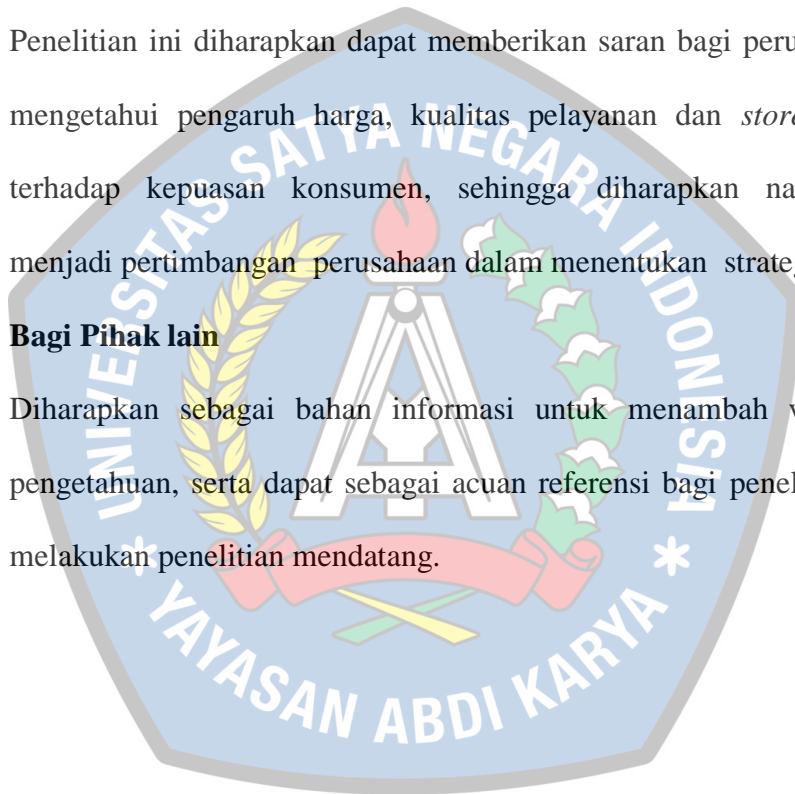 Penelitian ini diharapkan dapat memberikan saran bagi peru
mengetahui pengaruh harga, kualitas pelayanan dan store
terhadap kepuasan konsumen, sehingga diharapkan na
menjadi pertimbangan perusahaan dalam menentukan strateg
Bagi Pihak lain
Diharapkan sebagai bahan informasi untuk menambah w
pengetahuan, serta dapat sebagai acuan referensi bagi penel
melakukan penelitian mendatang.
UNIVERSITAS SATYA NEGARA INDONESIA
YAYASAN ABDI KARYA